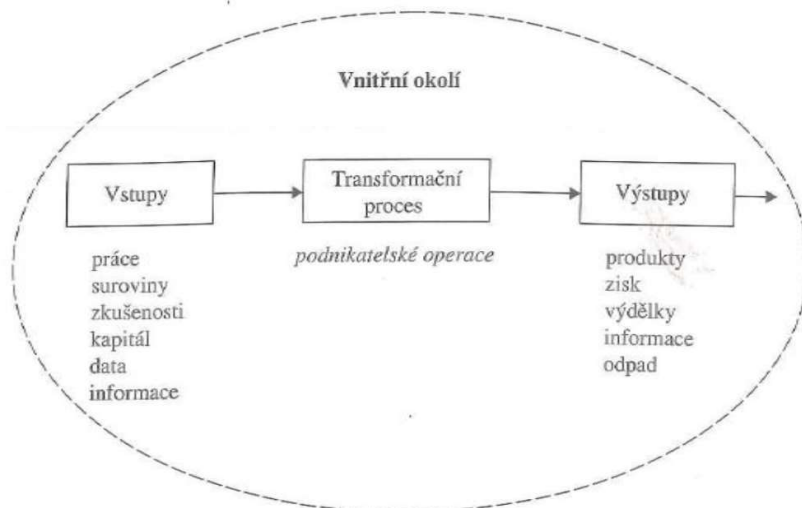 Vnitřní okolí
Vstupy
Transformační
proces
Výstupy
práce
suroviny
zkušenosti
kapitál
data
informace
podnikatelské operace
produkty
zisk
výdělky
informace
odpad